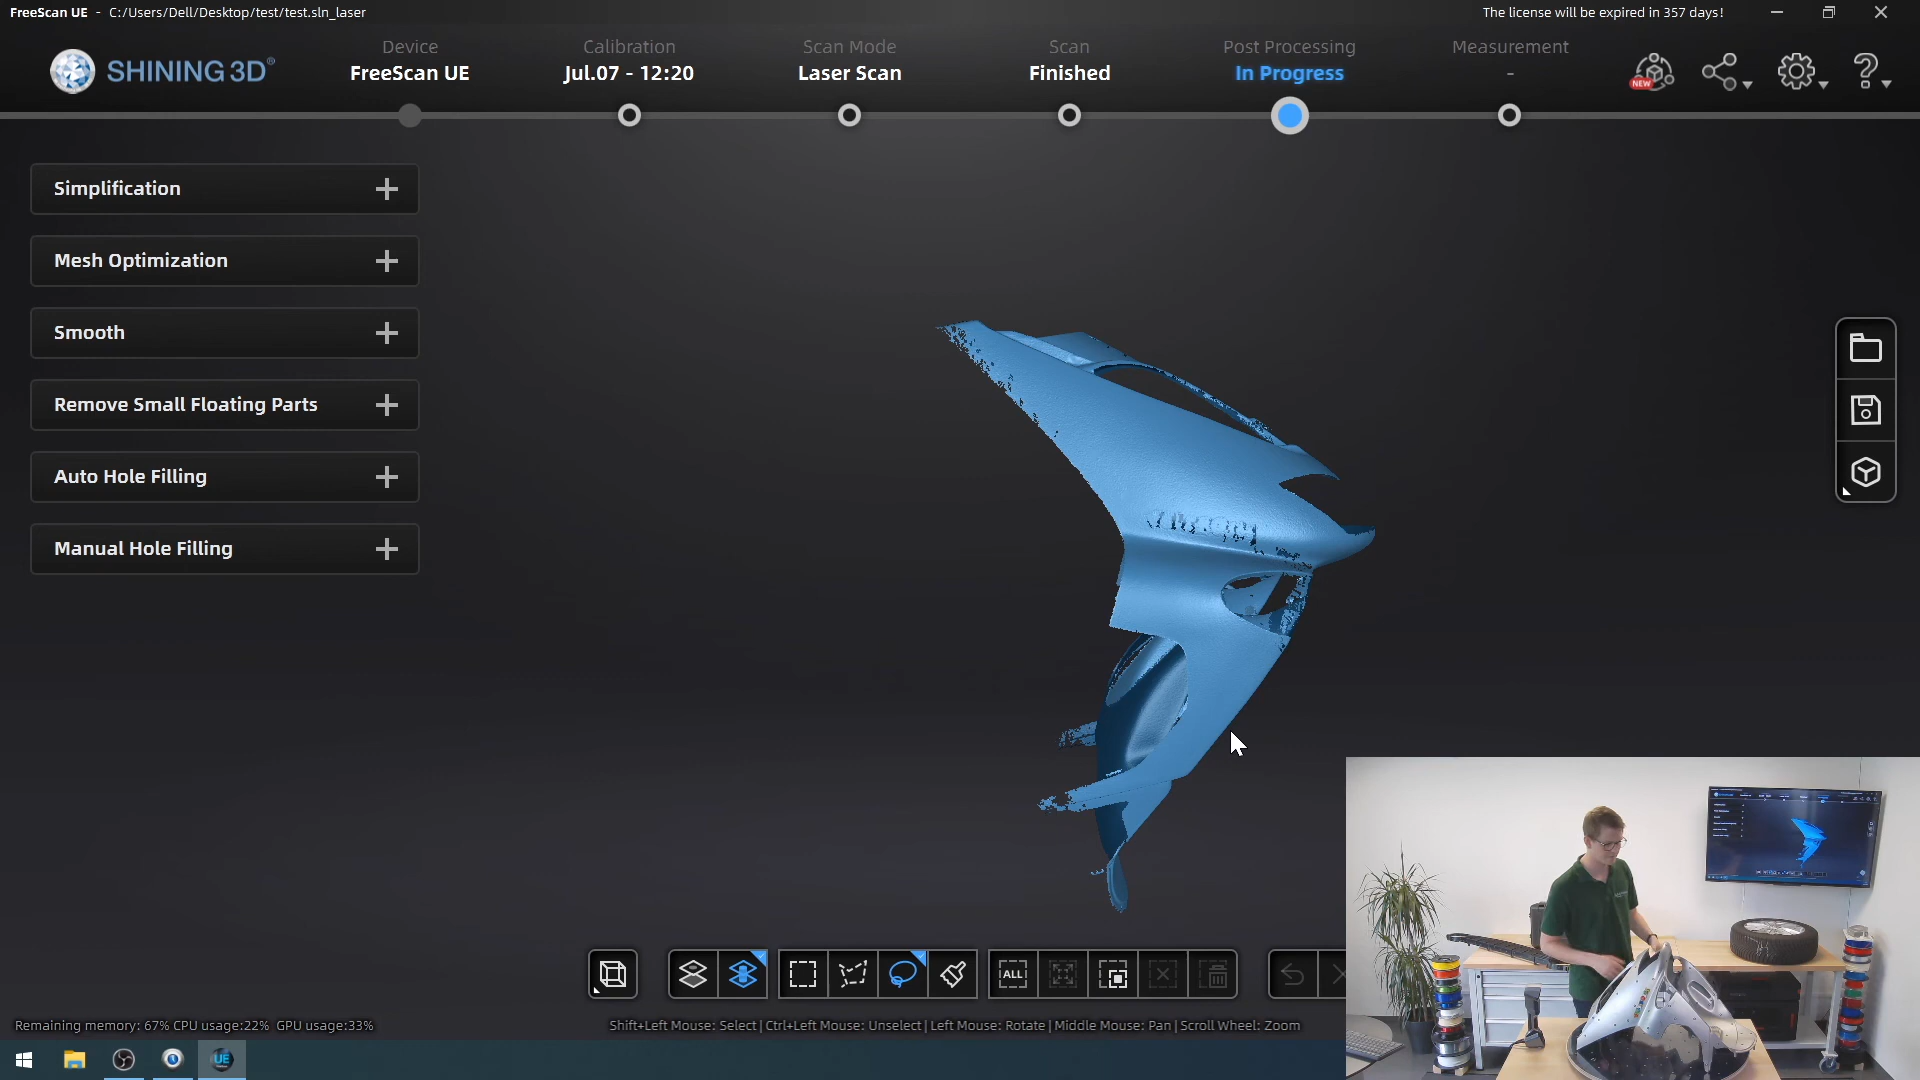 FreeScan UE - C:/Users/Dell/Desktop/test/test.sln_laser
The license will be expired in 357 days!
SHINING 3D®
Device
FreeScan UE
Calibration
Jul.07 - 12:20
Scan Mode
Laser Scan
Scan
Finished
Post Processing
In Progress
Measurement
-
NEW
Simplification
Mesh Optimization
Smooth
Remove Small Floating Parts
Auto Hole Filling
Manual Hole Filling
ALL
Remaining memory: 67% CPU usage:22% GPU usage:33%
Shift+Left Mouse: Select | Ctrl+Left Mouse: Unselect | Left Mouse: Rotate | Middle Mouse: Pan | Scroll Wheel: Zoom
UE